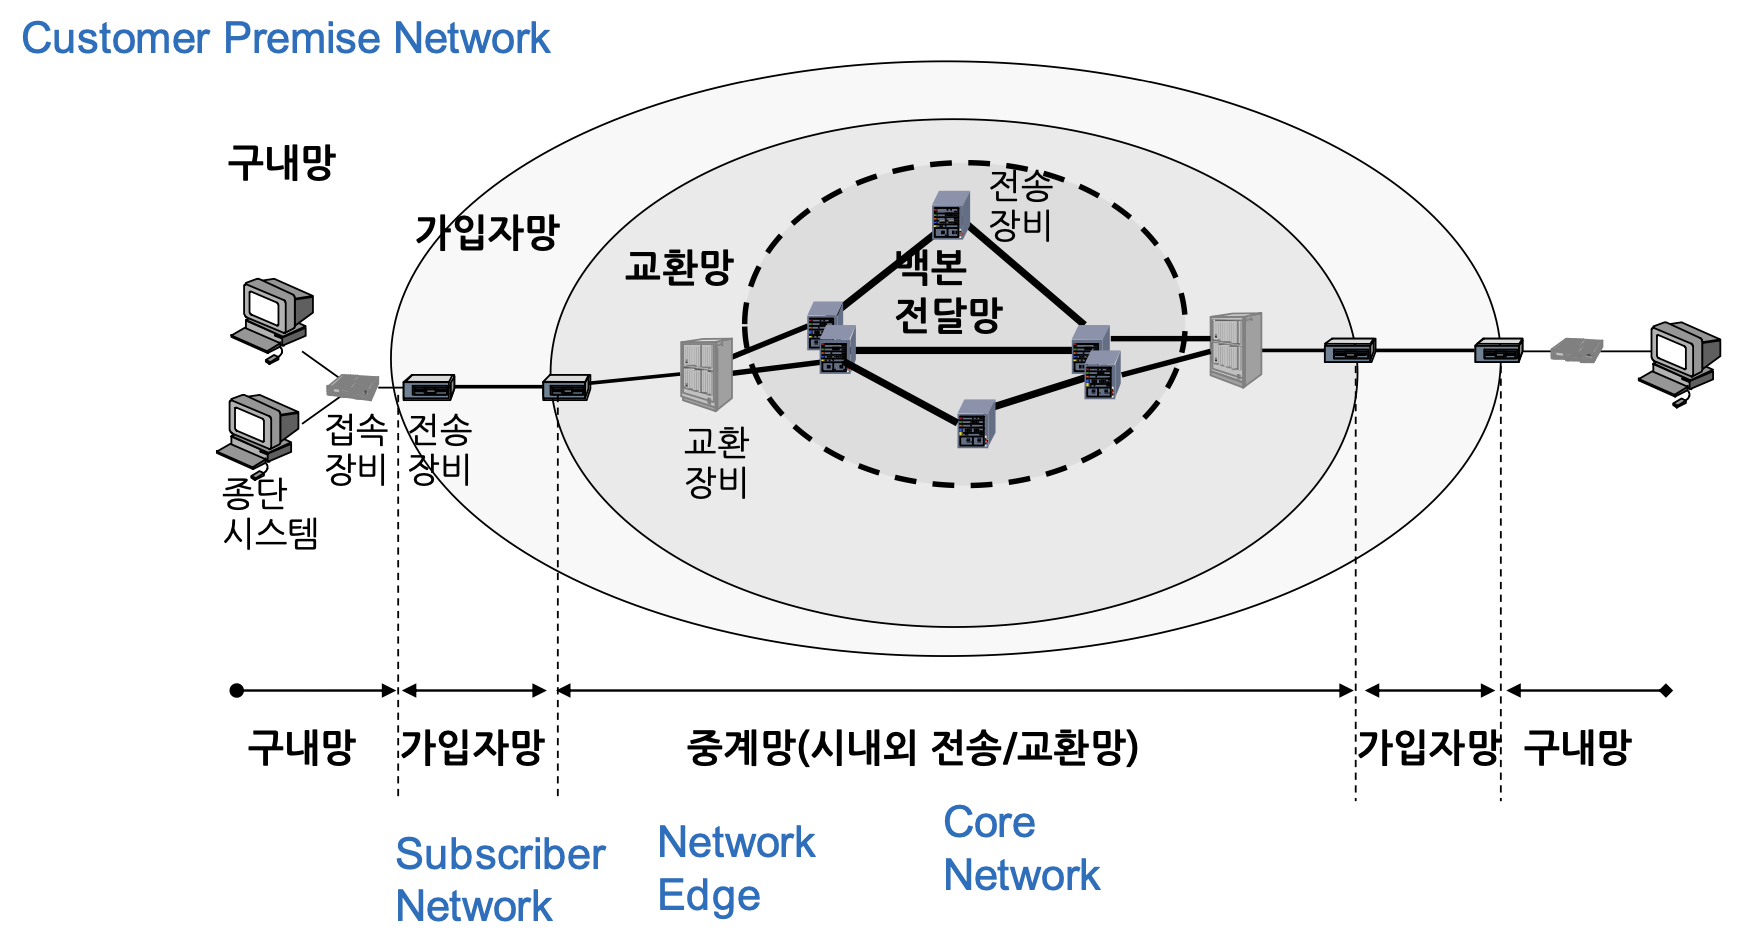 Customer Premise Network
구내망
가입자망
교환망
전송
장비
백본
전달망
접속
장비
전송
장비
종단
시스템
교환
장비
구내망
가입자망
중계망(시내외 전송/교환망)
가입자망
구내망
Subscriber
Network
Network
Edge
Core
Network